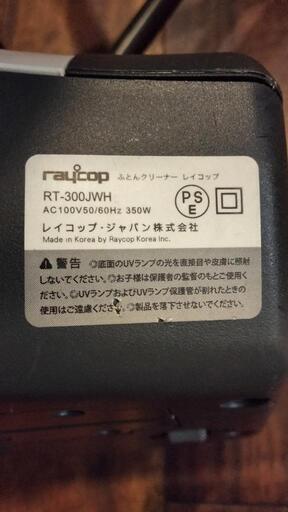 raycop ふとんクリーナー レイコップ
RT-300JWH
AC100V50/60Hz 350W
PS
E
レイコップ・ジャパン株式会社
Made in Korea by Raycop Korea Inc.
⚠ 警告 ◎底面のUVランプの光を直接目や皮膚に照射
しないでください。◎お子様は保護者の監督のもとご使用く
ださい。◎UVランプおよびUVランプ保護管が割れたときの
使用はご遠慮ください。◎製品を落下させないでください。